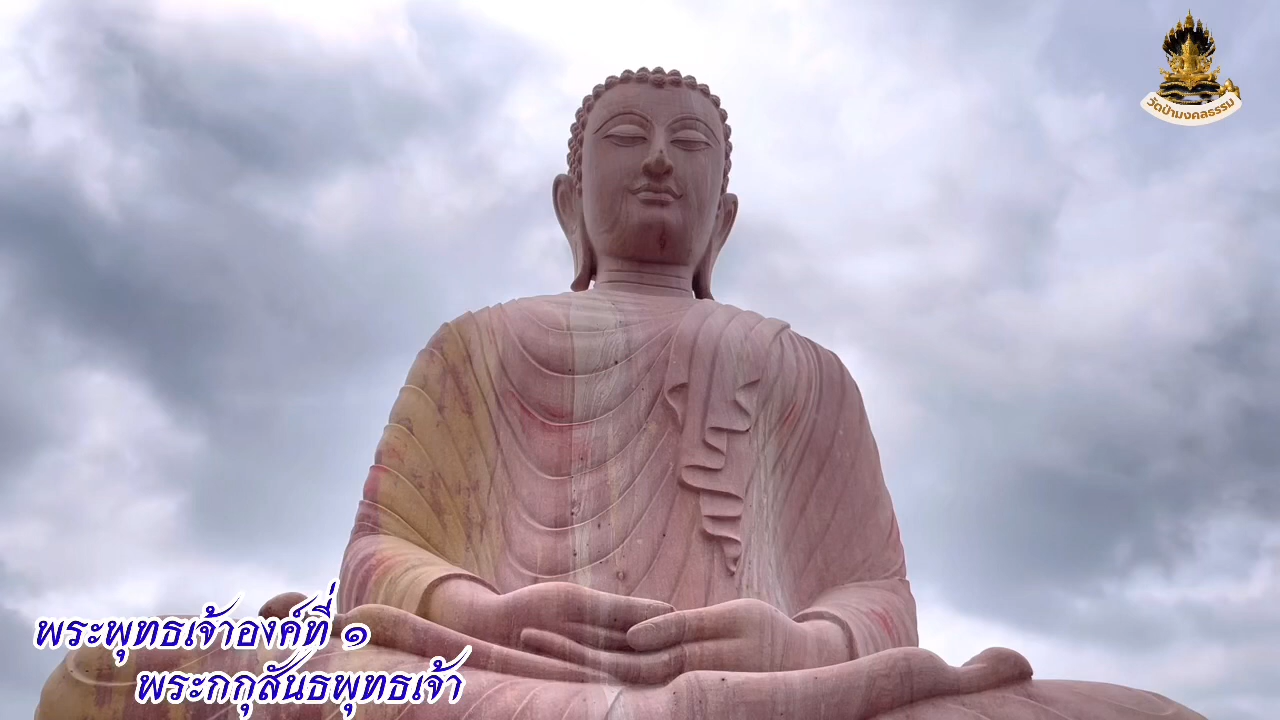 วัดป่ามงคลธรรม
พระพุทธเจ้าองค์ที่ ๑
พระกกุสันธพุทธเจ้า